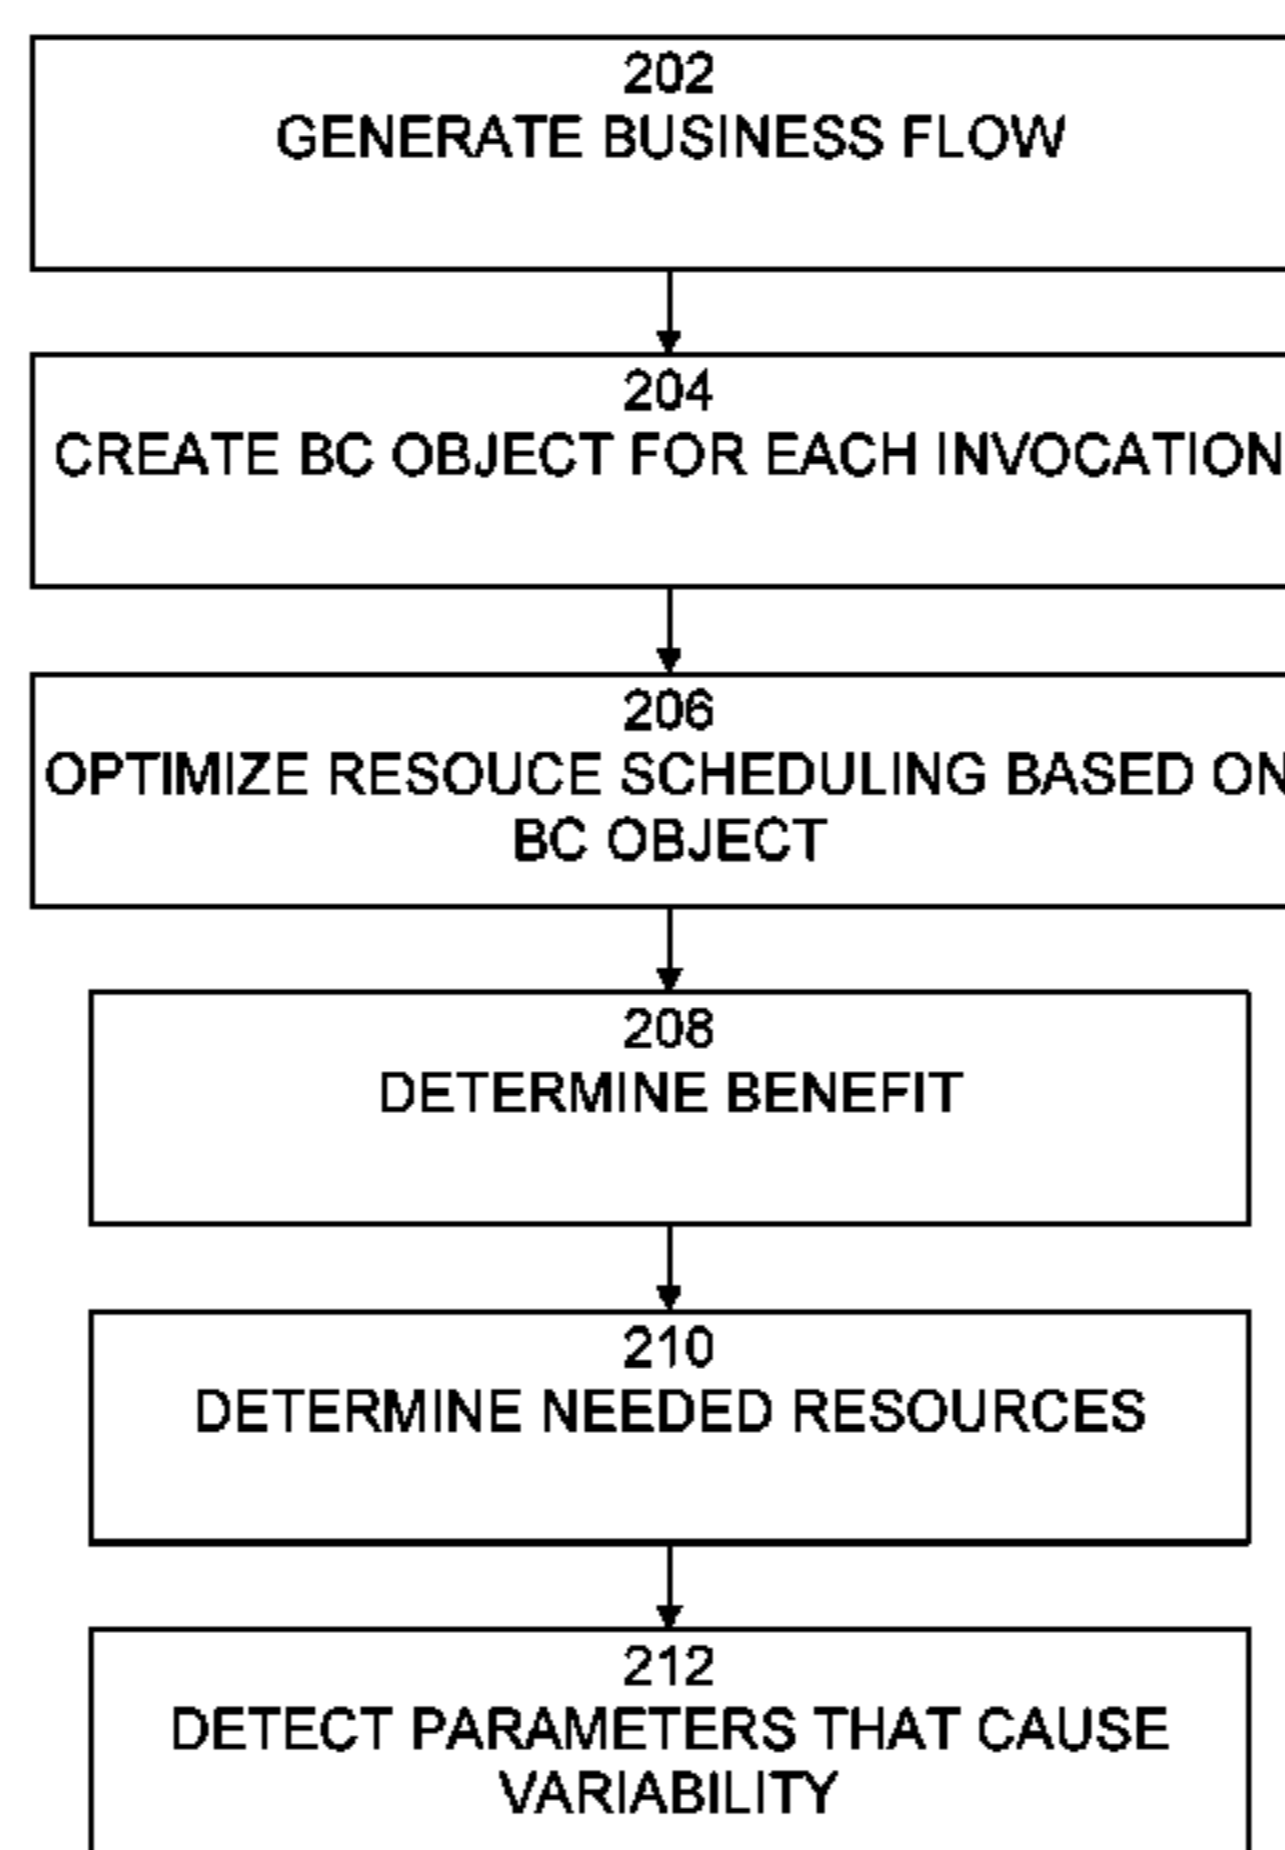 202
GENERATE BUSINESS FLOW
204
CREATE BC OBJECT FOR EACH INVOCATION
206
OPTIMIZE RESOUCE SCHEDULING BASED ON
BC OBJECT
208
DETERMINE BENEFIT
210
DETERMINE NEEDED RESOURCES
212
DETECT PARAMETERS THAT CAUSE
VARIABILITY